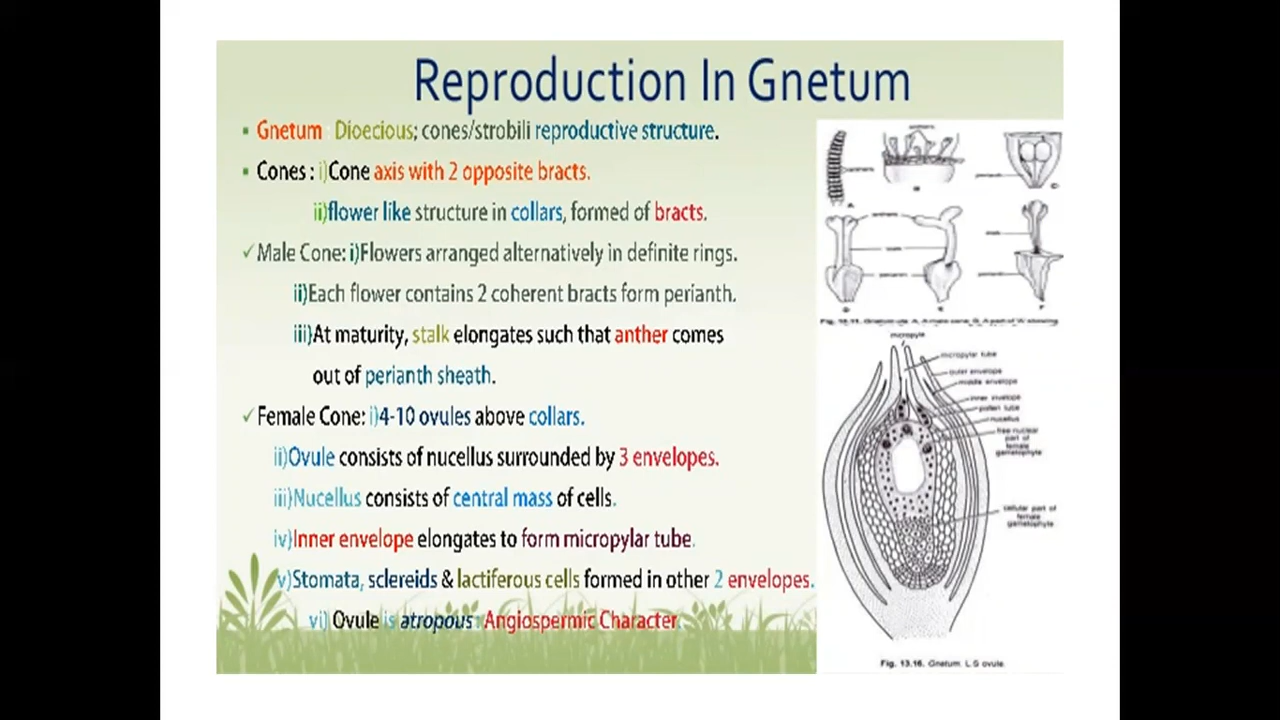 Reproduction In Gnetum
Gnetum : Dioecious; cones/strobili reproductive structure.
Cones : i)Cone axis with 2 opposite bracts.
ii)flower like structure in collars, formed of bracts.
✓Male Cone: i)Flowers arranged alternatively in definite rings.
ii)Each flower contains 2 coherent bracts form perianth.
iii)At maturity, stalk elongates such that anther comes
out of perianth sheath.
✓Female Cone: i)4-10 ovules above collars.
ii)Ovule consists of nucellus surrounded by 3 envelopes.
iii)Nucellus consists of central mass of cells.
iv)Inner envelope elongates to form micropylar tube.
v)Stomata, sclereids & lactiferous cells formed in other 2 envelopes.
vi) Ovule is atropous : Angiospermic Character.
A
B
D
F
micropyle
micropylar tube
outer envelope
middle envelope
inner envelope
pollen tube
nucellus
free nuclear
part of
female
gametophyte
cellular part of
female
gametophyte
Fig. 13.16. Gnetum. L.S ovule.